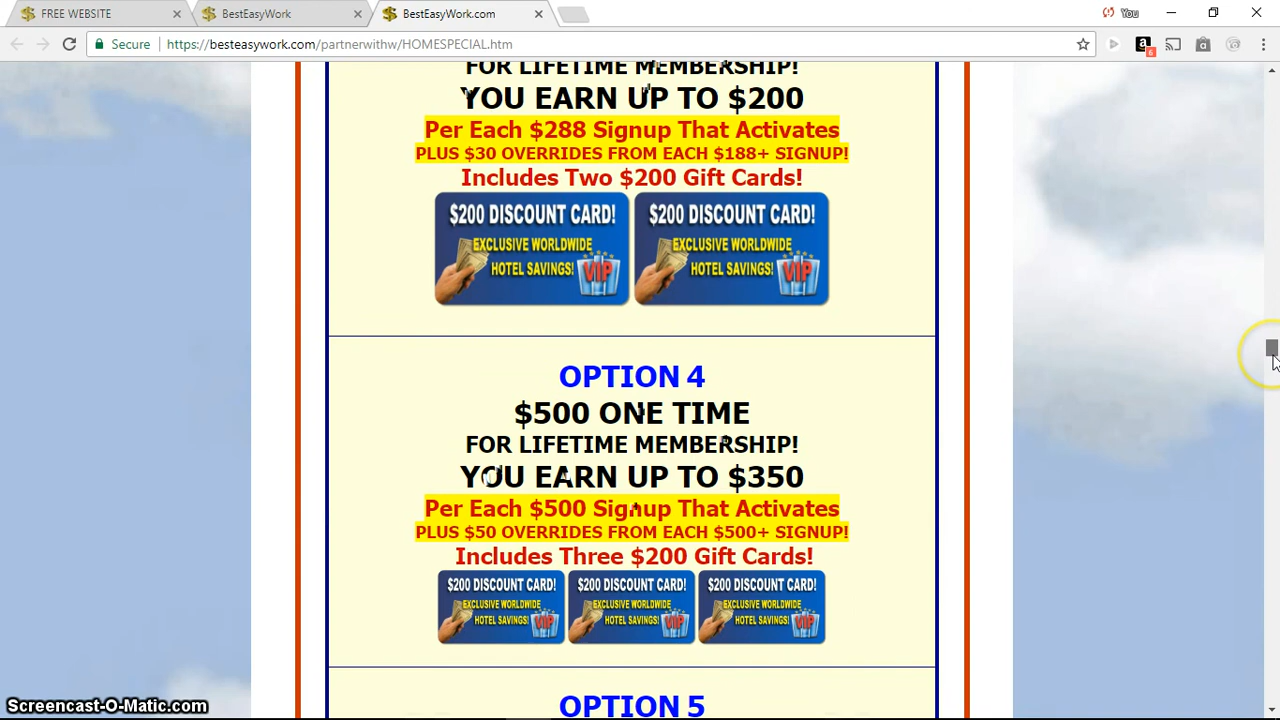 FREE WEBSITE
BestEasyWork
BestEasyWork.com
You
Secure
https://besteasywork.com/partnerwithw/HOMESPECIAL.htm
6
FOR LIFETIME MEMBERSHIP!
YOU EARN UP TO $200
Per Each $288 Signup That Activates
PLUS $30 OVERRIDES FROM EACH $188+ SIGNUP!
Includes Two $200 Gift Cards!
$200 DISCOUNT CARD!
EXCLUSIVE WORLDWIDE
HOTEL SAVINGS!
VIP
$200 DISCOUNT CARD!
EXCLUSIVE WORLDWIDE
HOTEL SAVINGS!
VIP
OPTION 4
$500 ONE TIME
FOR LIFETIME MEMBERSHIP!
YOU EARN UP TO $350
Per Each $500 Signup That Activates
PLUS $50 OVERRIDES FROM EACH $500+ SIGNUP!
Includes Three $200 Gift Cards!
$200 DISCOUNT CARD!
EXCLUSIVE WORLDWIDE
HOTEL SAVINGS!
VIP
$200 DISCOUNT CARD!
EXCLUSIVE WORLDWIDE
HOTEL SAVINGS!
VIP
$200 DISCOUNT CARD!
EXCLUSIVE WORLDWIDE
HOTEL SAVINGS!
VIP
OPTION 5
Screencast-O-Matic.com